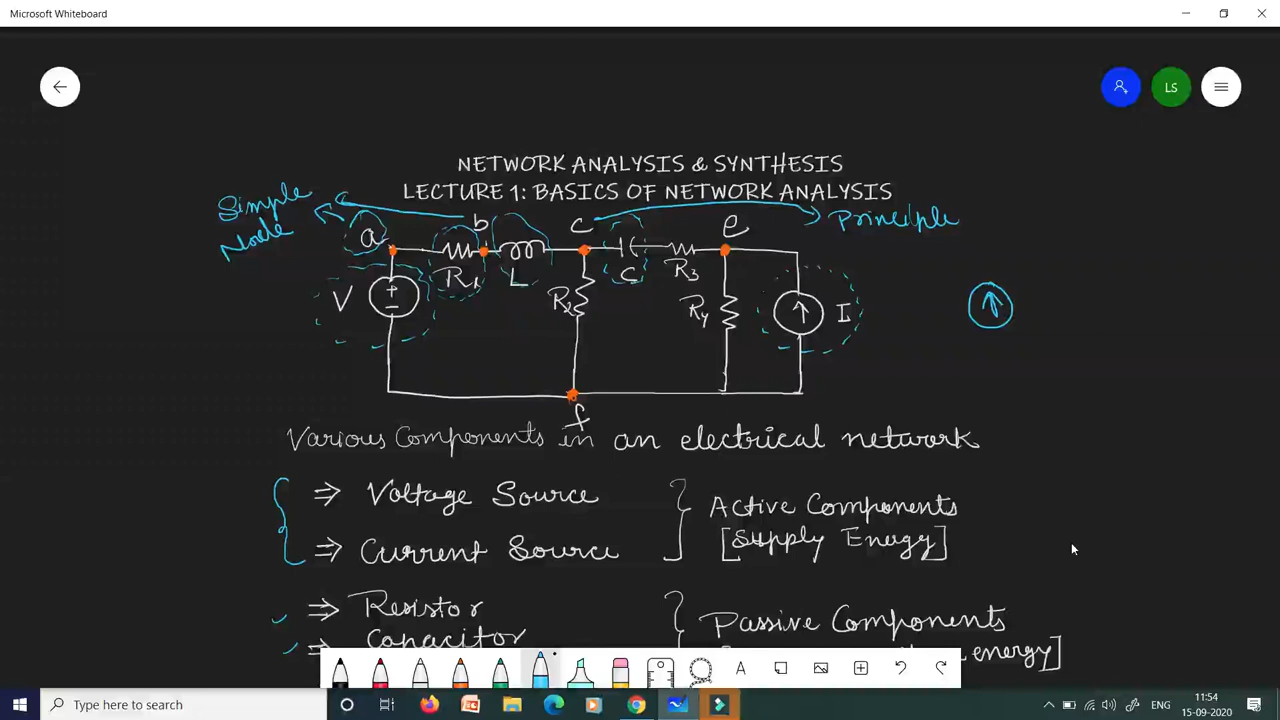 Microsoft Whiteboard
LS
NETWORK ANALYSIS & SYNTHESIS
LECTURE 1: BASICS OF NETWORK ANALYSIS
Simple
Node
a
b
c
e
Principle
V
R1
L
R2
C
R3
R4
I
f
Various Components in an electrical network
⇒ Voltage Source
⇒ Current Source
Active Components
[Supply Energy]
⇒ Resistor
⇒ Capacitor
Passive Components
energy]
A
Type here to search
ENG
11:54
15-09-2020